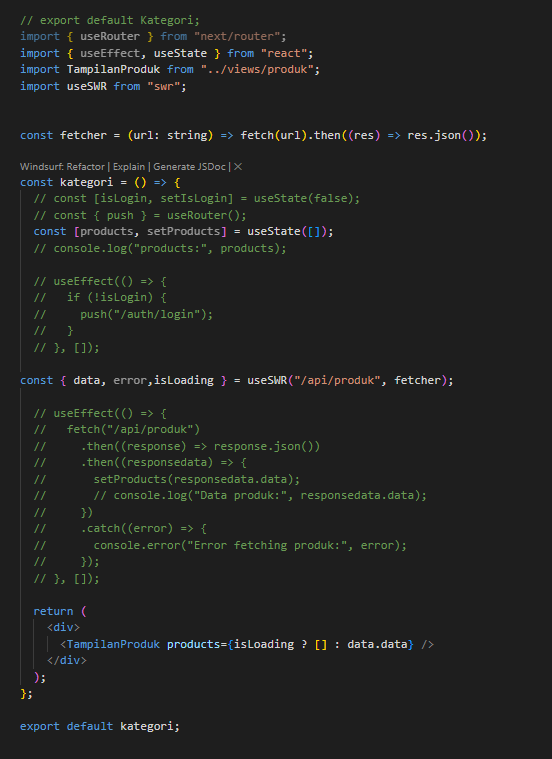 // export default Kategori;
import { useRouter } from "next/router";
import { useEffect, useState } from "react";
import TampilanProduk from "../views/produk";
import useSWR from "swr";
const fetcher = (url: string) => fetch(url).then((res) => res.json());
Windsurf: Refactor | Explain | Generate JSDoc | ✕
const kategori = () => {
// const [isLogin, setIsLogin] = useState(false);
// const { push } = useRouter();
const [products, setProducts] = useState([]);
// console.log("products:", products);
// useEffect(() => {
//   if (!isLogin) {
//     push("/auth/login");
//   }
// }, []);
const { data, error,isLoading } = useSWR("/api/produk", fetcher);
// useEffect(() => {
//   fetch("/api/produk")
//     .then((response) => response.json())
//     .then((responsedata) => {
//       setProducts(responsedata.data);
//       // console.log("Data produk:", responsedata.data);
//     })
//     .catch((error) => {
//       console.error("Error fetching produk:", error);
//     });
// }, []);
return (
<div>
<TampilanProduk products={isLoading ? [] : data.data} />
</div>
);
};
export default kategori;